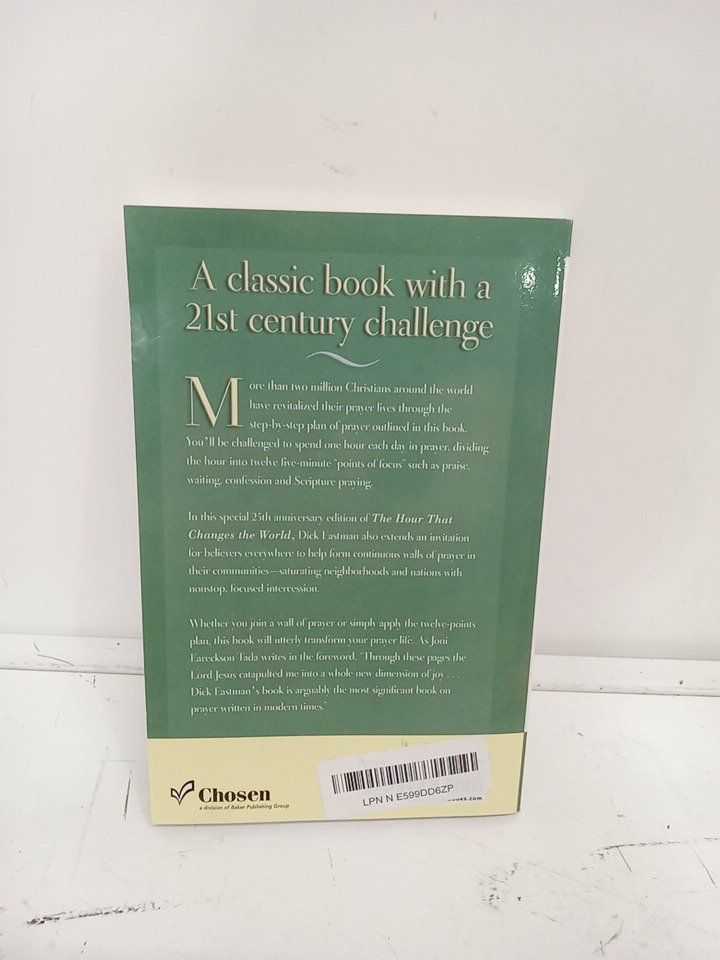 A classic book with a
21st century challenge
More than two million Christians around the world
have revitalized their prayer lives through the
step-by-step plan of prayer outlined in this book.
You'll be challenged to spend one hour each day in prayer, dividing
the hour into twelve five-minute "points of focus" such as praise,
waiting, confession and Scripture praying.
In this special 25th anniversary edition of The Hour That
Changes the World, Dick Eastman also extends an invitation
for believers everywhere to help form continuous walls of prayer in
their communities—saturating neighborhoods and nations with
nonstop, focused intercession.
Whether you join a wall of prayer or simply apply the twelve-points
plan, this book will utterly transform your prayer life. As Joni
Eareckson Tada writes in the foreword, "Through these pages the
Lord Jesus catapulted me into a whole new dimension of joy . . .
Dick Eastman's book is arguably the most significant book on
prayer written in modern times."
Chosen
a division of Baker Publishing Group
LPN N E599DD6ZP
.com